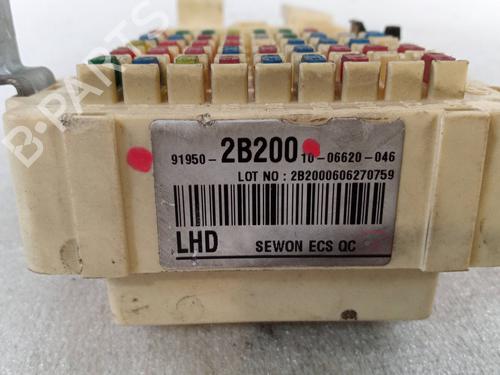 B-PARTS
91950-2B200 10-06620-046
LOT NO : 2B2000606270759
LHD SEWON ECS QC